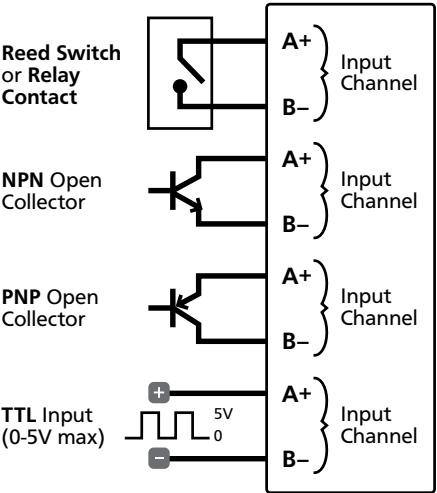 Reed Switch
or Relay
Contact
A+
B−
Input
Channel
NPN Open
Collector
A+
B−
Input
Channel
PNP Open
Collector
A+
B−
Input
Channel
TTL Input
(0-5V max)
+
−
5V
0
A+
B−
Input
Channel